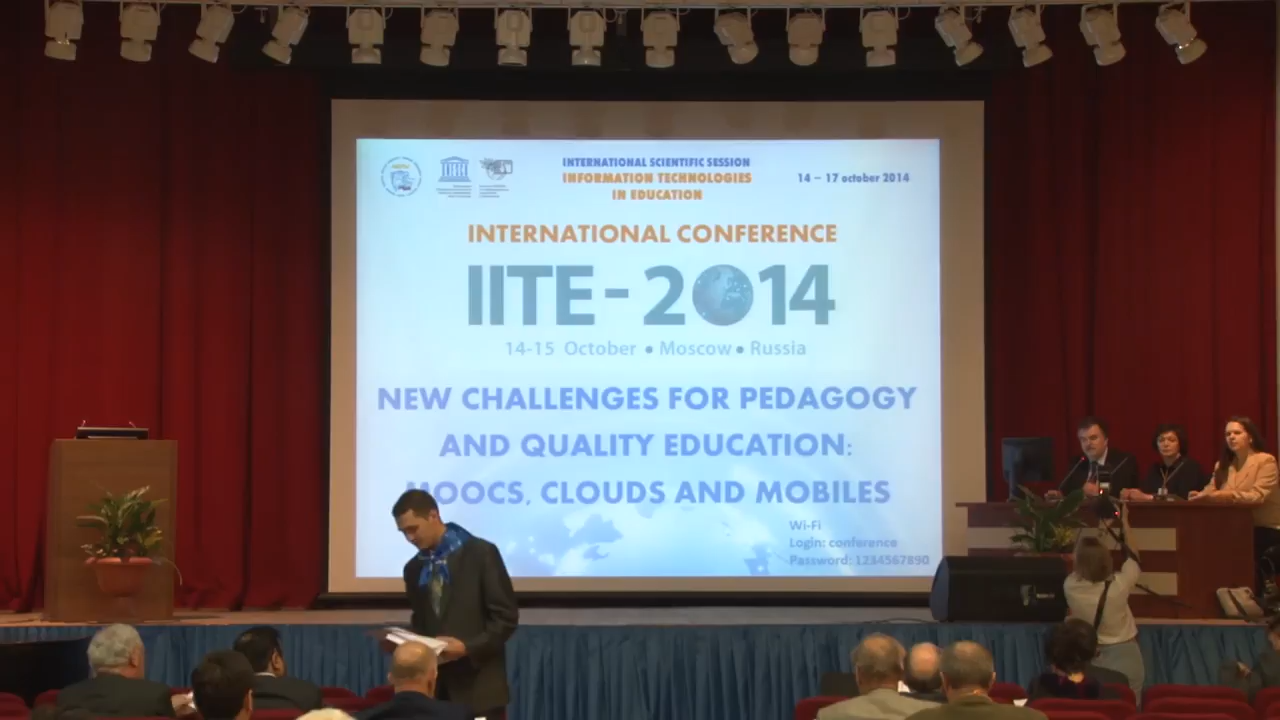 INTERNATIONAL SCIENTIFIC SESSION
INFORMATION TECHNOLOGIES
IN EDUCATION
14 – 17 october 2014
UNESCO
INTERNATIONAL CONFERENCE
IITE-2014
14-15 October • Moscow • Russia
NEW CHALLENGES FOR PEDAGOGY
AND QUALITY EDUCATION:
MOOCS, CLOUDS AND MOBILES
Wi-Fi
Login: conference
Password: 1234567890